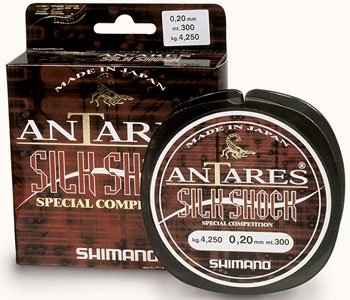 0,20 mm
mt. 300
kg. 4,250
MADE IN JAPAN
ANTARES
SILK SHOCK
SPECIAL COMPETI
SHIMANO
MADE IN JAPAN
ANTARES®
SILK SHOCK
SPECIAL COMPETITION
kg. 4,250 0,20 mm mt. 300
SHIMANO